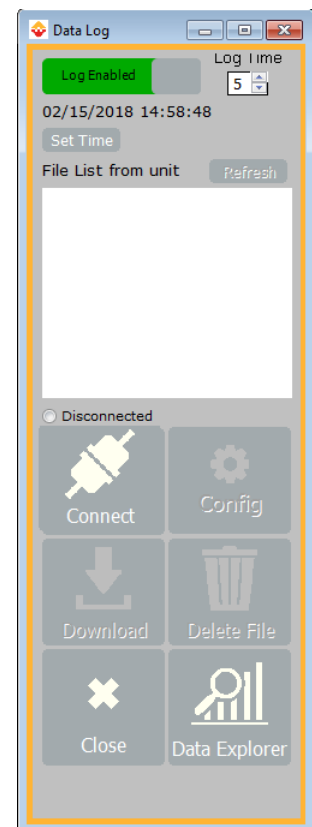 Data Log
Log Enabled
Log Time
5
02/15/2018 14:58:48
Set Time
File List from unit
Refresh
Disconnected
Connect
Config
Download
Delete File
Close
Data Explorer